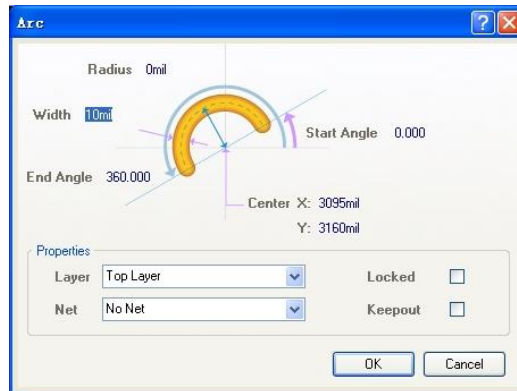 Arc
Radius 0mil
Width 10mil
Start Angle 0.000
End Angle 360.000
Center X: 3095mil
Y: 3160mil
Properties
Layer Top Layer Locked
Net No Net Keepout
OK Cancel